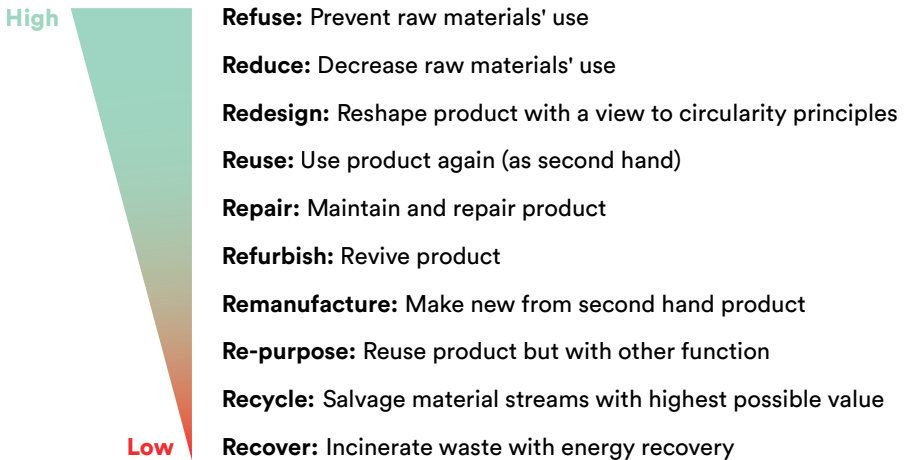 High
Refuse: Prevent raw materials' use
Reduce: Decrease raw materials' use
Redesign: Reshape product with a view to circularity principles
Reuse: Use product again (as second hand)
Repair: Maintain and repair product
Refurbish: Revive product
Remanufacture: Make new from second hand product
Re-purpose: Reuse product but with other function
Recycle: Salvage material streams with highest possible value
Low
Recover: Incinerate waste with energy recovery